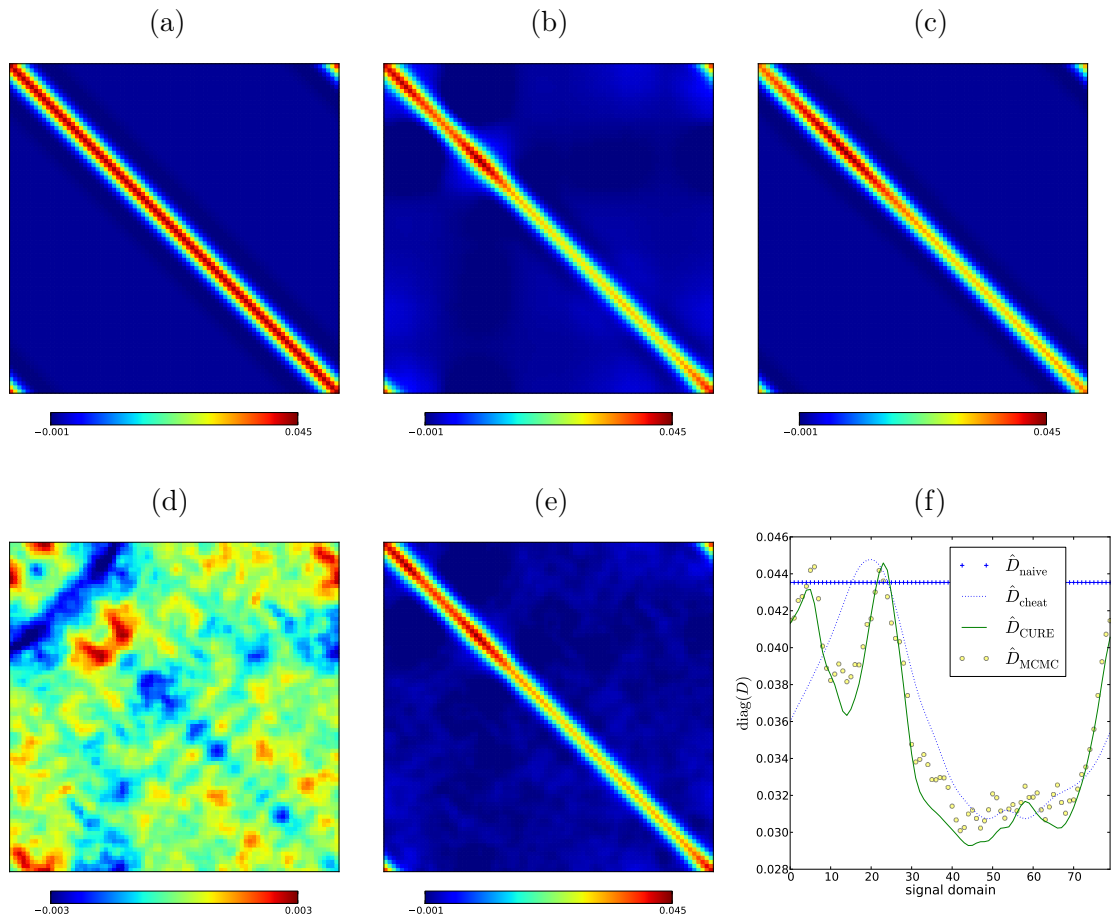 (a)
(b)
(c)
−0.001 0.045
−0.001 0.045
−0.001 0.045
(d)
(e)
(f)
−0.003 0.003
−0.001 0.045
diag(D)
0.046
0.044
0.042
0.040
0.038
0.036
0.034
0.032
0.030
0.028
0 10 20 30 40 50 60 70
signal domain
D̂naive
D̂cheat
D̂CURE
D̂MCMC